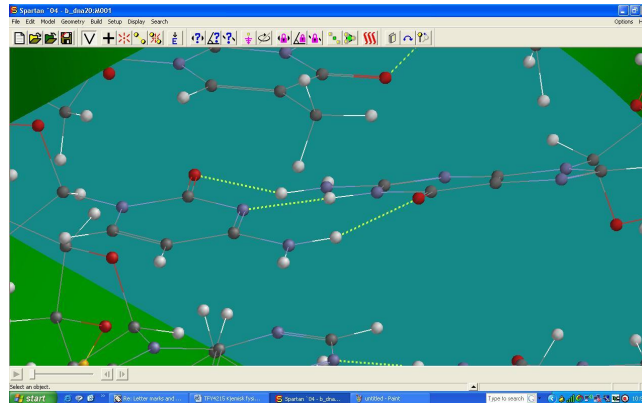 Spartan '04 - b_dna20:M001
File Edit Model Geometry Build Setup Display Search Options
Select an object.
start
Re: Letter marks and ...
Spartan '04 - b_dna...
untitled - Paint
Type to search